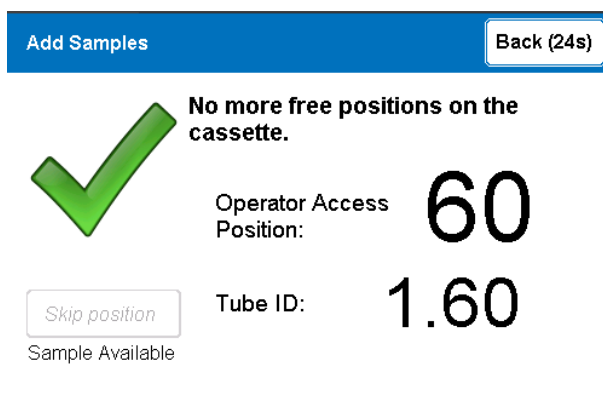 Add Samples
Back (24s)
No more free positions on the
cassette.
Operator Access
Position:
60
Skip position
Tube ID:
1.60
Sample Available